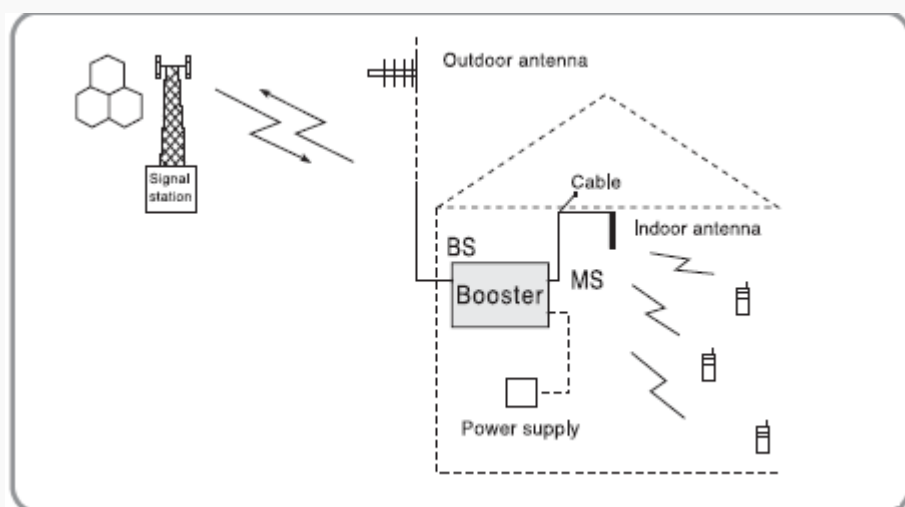 Outdoor antenna
Signal
station
Cable
Indoor antenna
BS
Booster
MS
Power supply